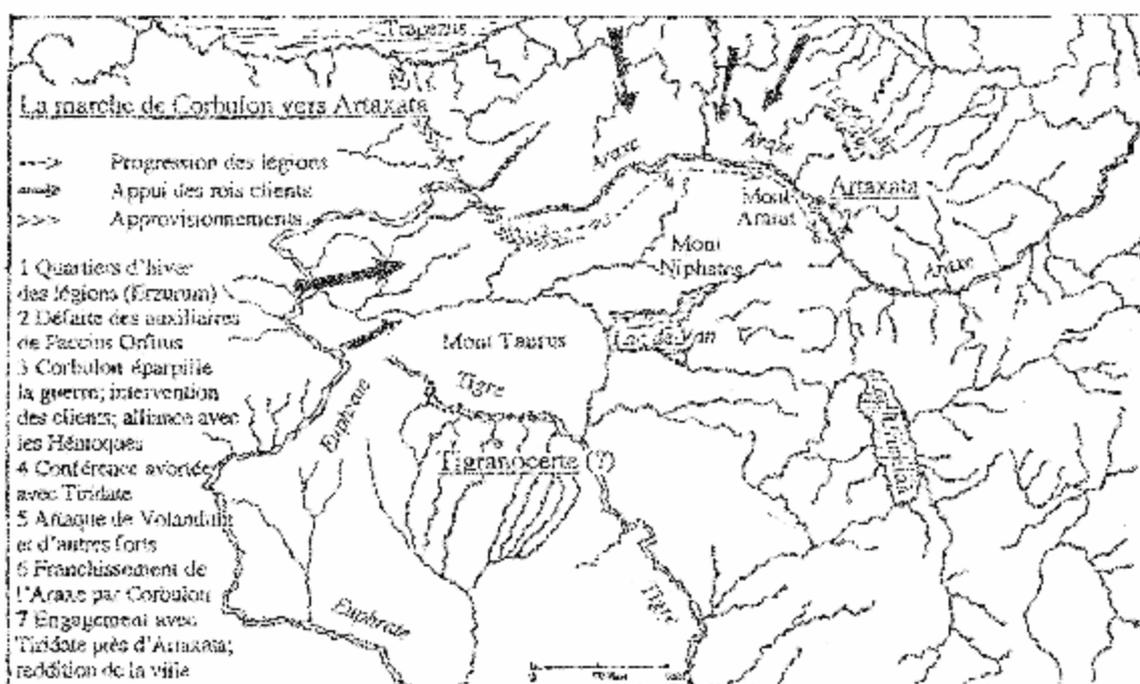 Trapezus
La marche de Corbulon vers Artaxata
Progression des légions
Appui des rois clients
Approvisionnements
1 Quartiers d'hiver
des légions (Erzurum)
2 Défaite des auxiliaires
de Paccius Orfitus
3 Corbulon éparpille
la guerre; intervention
des clients; alliance avec
les Hénioques
4 Conférence avortée
avec Tiridate
5 Attaque de Volandum
et d'autres forts
6 Franchissement de
l'Araxe par Corbulon
7 Engagement avec
Tiridate près d'Artaxata;
reddition de la ville
Araxe
Araxe
Artaxata
Mont
Ararat
Mont
Niphates
Araxe
Lac de Van
Mont Taurus
Tigre
Euphrate
Tigranocerte (?)
Tigre
Euphrate